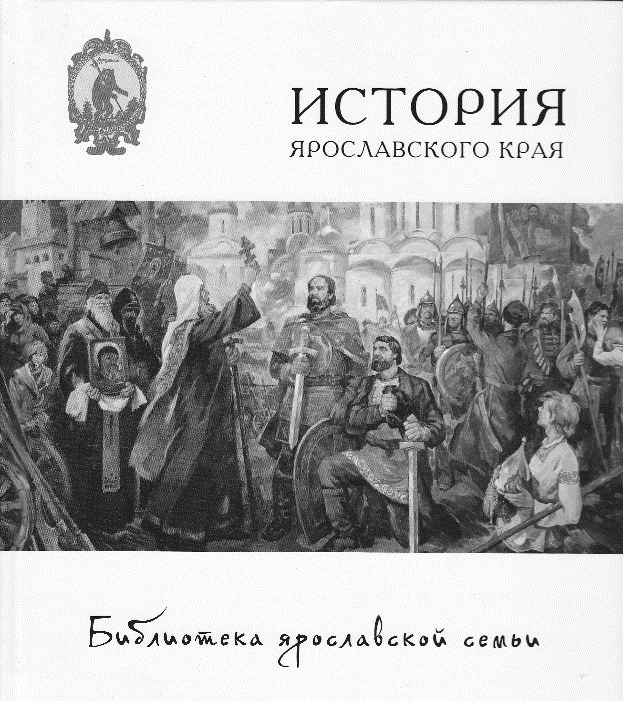 ИСТОРИЯ
ЯРОСЛАВСКОГО КРАЯ
Библиотека ярославской семьи